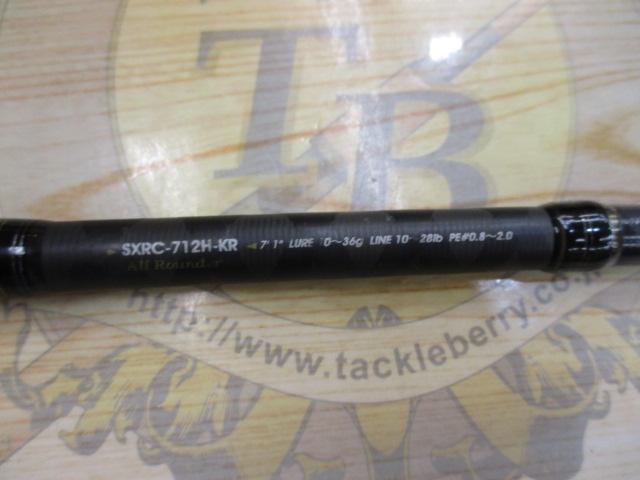 TB
SXRC-712H-KR 7'1" LURE 10～36g LINE 10～28lb PE#0.8～2.0
All Rounder
http://www.tackleberry.co.jp